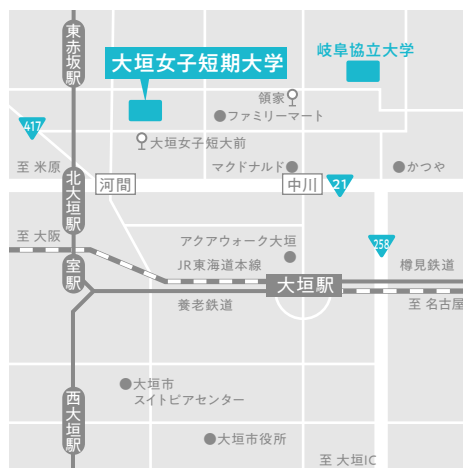 東赤坂駅
大垣女子短期大学
岐阜協立大学
領家
ファミリーマート
417
大垣女子短大前
至 米原
マクドナルド
かつや
北大垣駅
河間
中川
21
至 大阪
アクアウォーク大垣
258
室駅
JR東海道本線
大垣駅
樽見鉄道
養老鉄道
至 名古屋
西大垣駅
大垣市
スイトピアセンター
大垣市役所
至 大垣IC